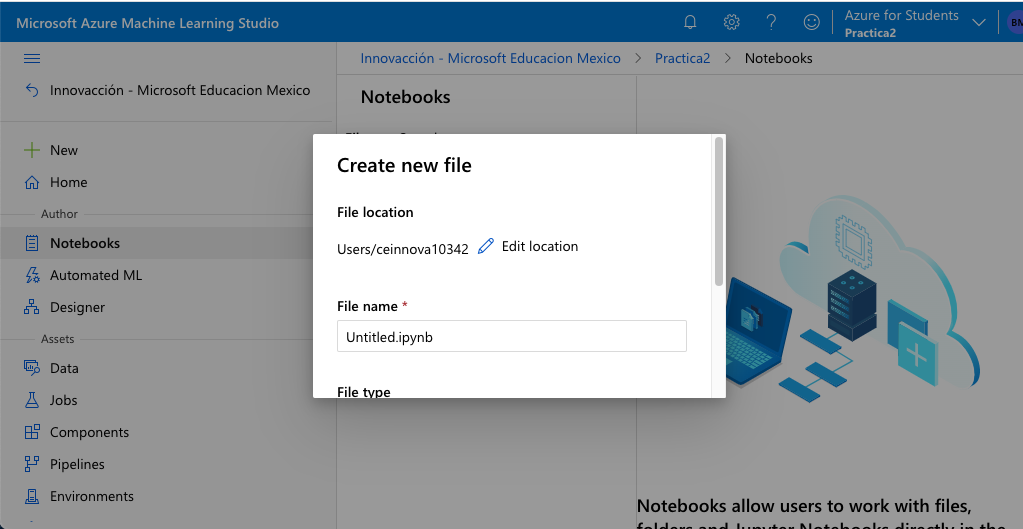 Microsoft Azure Machine Learning Studio
Azure for Students
Practica2
BM
Innovacción - Microsoft Educacion Mexico
Innovacción - Microsoft Educacion Mexico > Practica2 > Notebooks
New
Home
Author
Notebooks
Automated ML
Designer
Assets
Data
Jobs
Components
Pipelines
Environments
Notebooks
Create new file
File location
Users/ceinnova10342 Edit location
File name *
Untitled.ipynb
File type
Notebooks allow users to work with files,
folders and Jupyter Notebooks directly in the